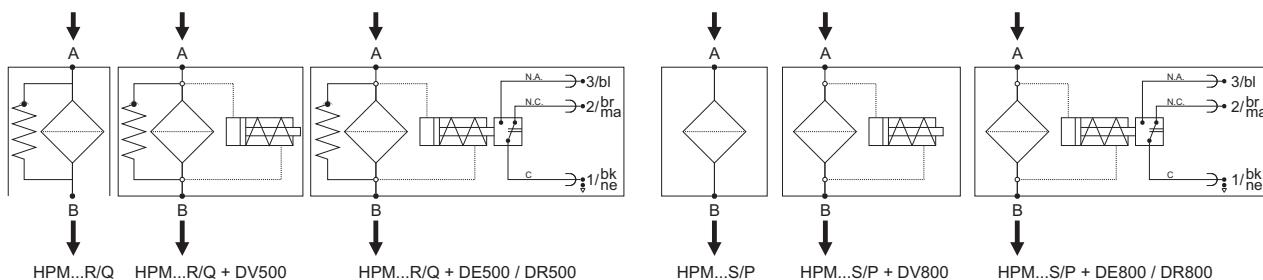 A
A
A
A
A
A
N.A.
3/bl
N.C.
2/br
ma
C
1/bk
ne
N.A.
3/bl
N.C.
2/br
ma
C
1/bk
ne
B
B
B
B
B
B
HPM...R/Q
HPM...R/Q + DV500
HPM...R/Q + DE500 / DR500
HPM...S/P
HPM...S/P + DV800
HPM...S/P + DE800 / DR800